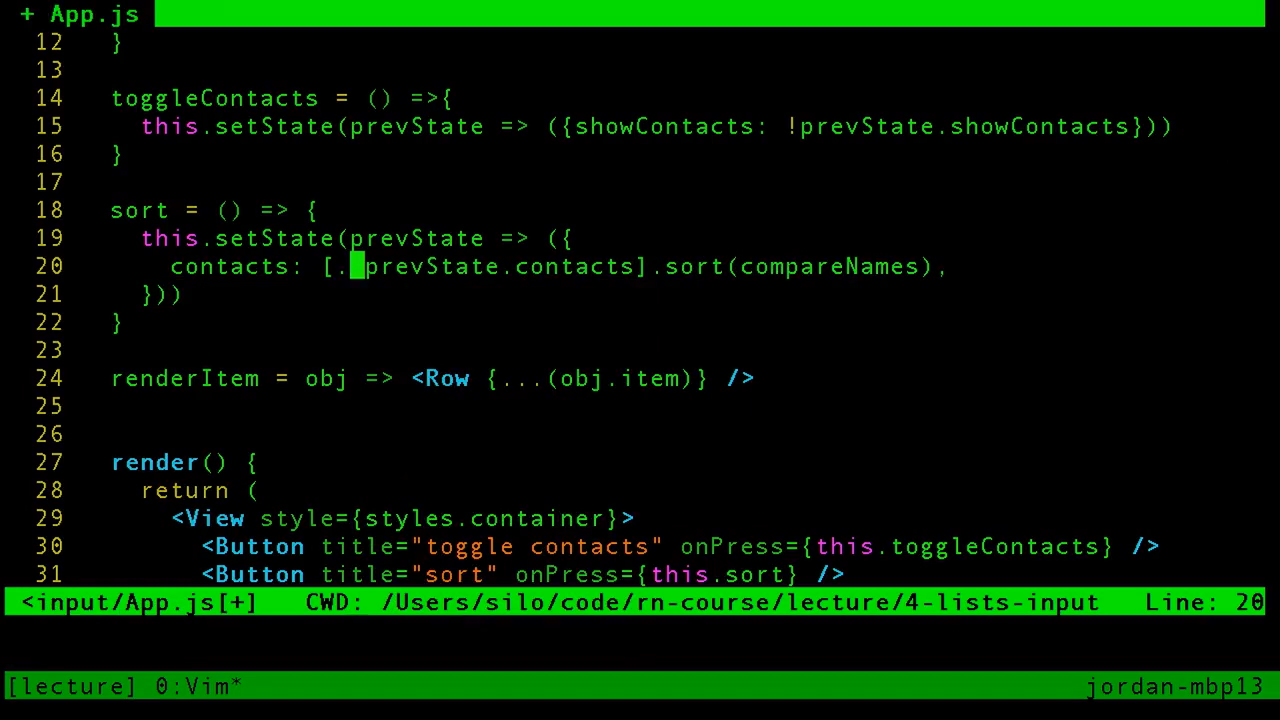 + App.js
12 }
13
14 toggleContacts = () =>{
15 this.setState(prevState => ({showContacts: !prevState.showContacts}))
16 }
17
18 sort = () => {
19 this.setState(prevState => ({
20 contacts: [. prevState.contacts].sort(compareNames),
21 }))
22 }
23
24 renderItem = obj => <Row {...(obj.item)} />
25
26
27 render() {
28 return (
29 <View style={styles.container}>
30 <Button title="toggle contacts" onPress={this.toggleContacts} />
31 <Button title="sort" onPress={this.sort} />
<input/App.js[+] CWD: /Users/silo/code/rn-course/lecture/4-lists-input Line: 20
[lecture] 0:Vim* jordan-mbp13